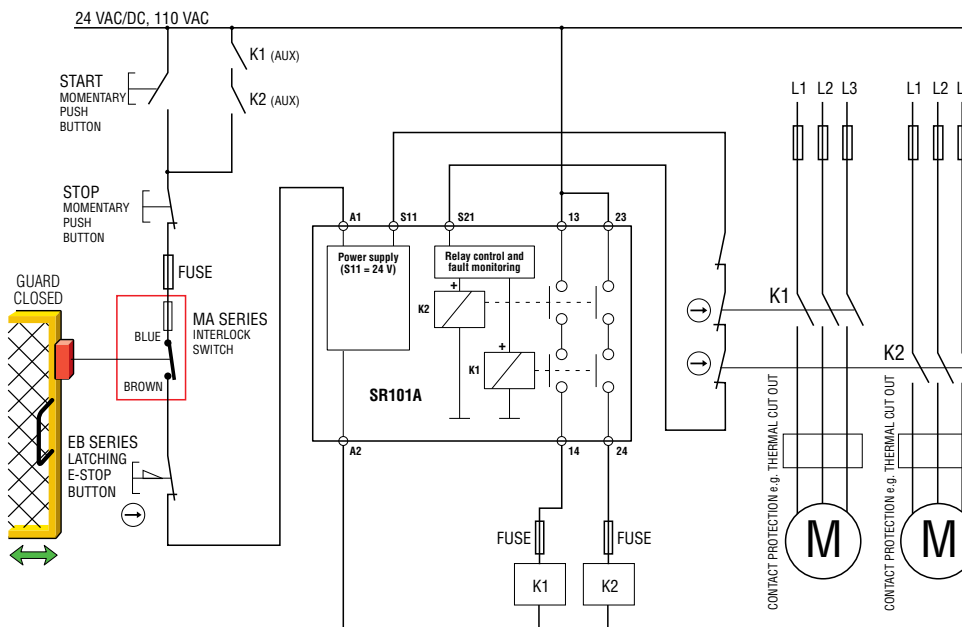 24 VAC/DC, 110 VAC
K1 (AUX)
K2 (AUX)
START
MOMENTARY
PUSH
BUTTON
STOP
MOMENTARY
PUSH
BUTTON
FUSE
GUARD
CLOSED
BLUE
BROWN
MA SERIES
INTERLOCK
SWITCH
EB SERIES
LATCHING
E-STOP
BUTTON
A1
S11
S21
13
23
Power supply
(S11 = 24 V)
Relay control and
fault monitoring
+
K2
+
K1
SR101A
A2
14
24
FUSE
FUSE
K1
K2
L1 L2 L3
L1 L2 L
K1
K2
CONTACT PROTECTION e.g. THERMAL CUT OUT
M
CONTACT PROTECTION e.g. THERMAL CUT OUT
M